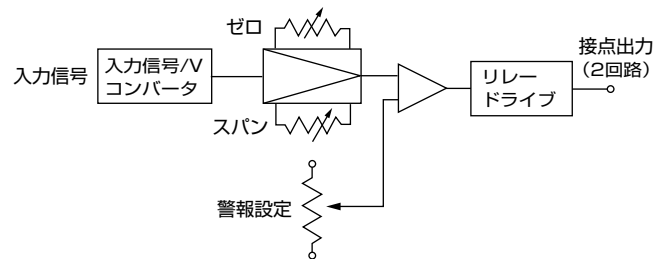 ゼロ
入力信号
入力信号/V
コンバータ
スパン
リレー
ドライブ
接点出力
（2回路）
警報設定